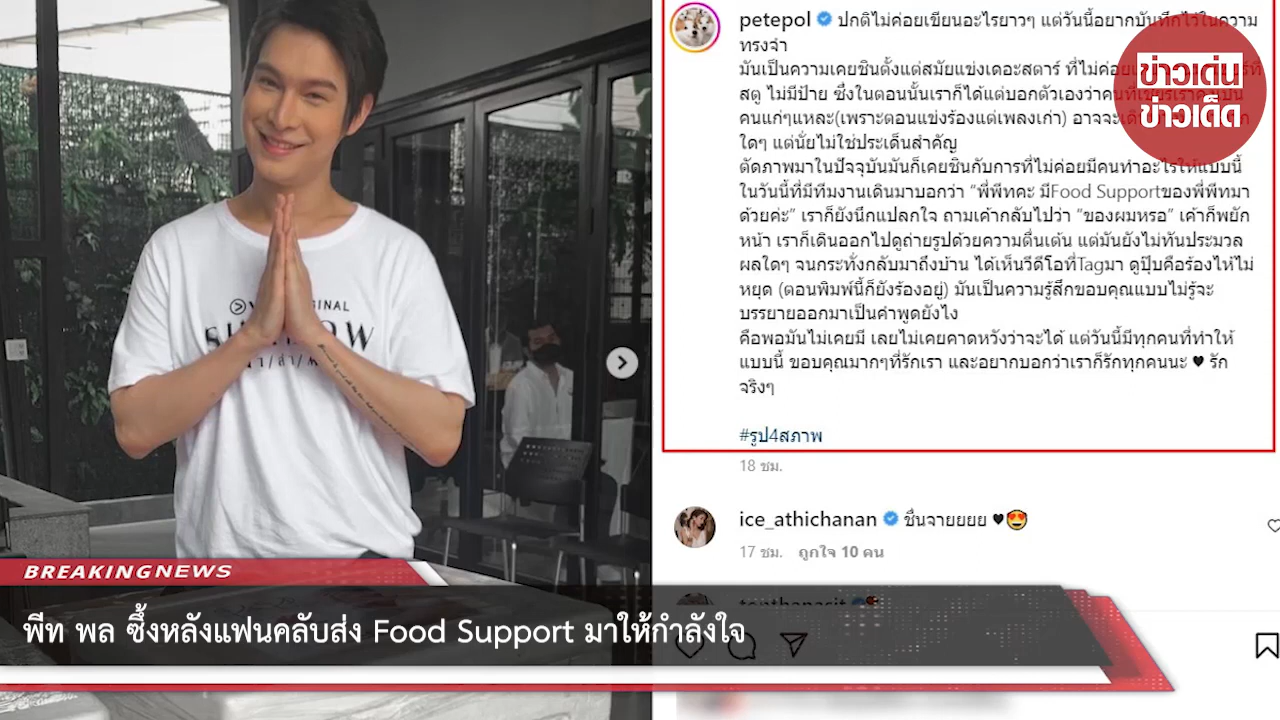 petepol ปกติไม่ค่อยเขียนอะไรยาวๆ แต่วันนี้อยากบันทึกไว้ในความ
ทรงจำ
มันเป็นความเคยชินตั้งแต่สมัยแข่งเดอะสตาร์ ที่ไม่ค่อย
สตู ไม่มีป้าย ซึ่งในตอนนั้นเราก็ได้แต่บอกตัวเองว่าคนที่เชียร์เราคงเป็น
คนแก่ๆแหละ(เพราะตอนแข่งร้องแต่เพลงเก่า) อาจจะ
ใดๆ แต่นั่ยไม่ใช่ประเด็นสำคัญ
ตัดภาพมาในปัจจุบันมันก็เคยชินกับการที่ไม่ค่อยมีคนทำอะไรให้แบบนี้
ในวันนี้ที่มีทีมงานเดินมาบอกว่า "พี่พีทคะ มีFood Supportของพี่พีทมา
ด้วยค่ะ" เราก็ยังนึกแปลกใจ ถามเค้ากลับไปว่า "ของผมหรอ" เค้าก็พยัก
หน้า เราก็เดินออกไปดูถ่ายรูปด้วยความตื่นเต้น แต่มันยังไม่ทันประมวล
ผลใดๆ จนกระทั่งกลับมาถึงบ้าน ได้เห็นวีดีโอที่Tagมา ดูปุ๊บคือร้องไห้ไม่
หยุด (ตอนพิมพ์นี้ก็ยังร้องอยู่) มันเป็นความรู้สึกขอบคุณแบบไม่รู้จะ
บรรยายออกมาเป็นคำพูดยังไง
คือพอมันไม่เคยมี เลยไม่เคยคาดหวังว่าจะได้ แต่วันนี้มีทุกคนที่ทำให้
แบบนี้ ขอบคุณมากๆที่รักเรา และอยากบอกว่าเราก็รักทุกคนนะ ♥ รัก
จริงๆ
#รูป4สภาพ
18 ชม.
ice_athichanan ชื่นจายยยย ♥😍
17 ชม. ถูกใจ 10 คน
ข่าวเด่น
ข่าวเด็ด
BREAKINGNEWS
พีท พล ซึ้งหลังแฟนคลับส่ง Food Support มาให้กำลังใจ